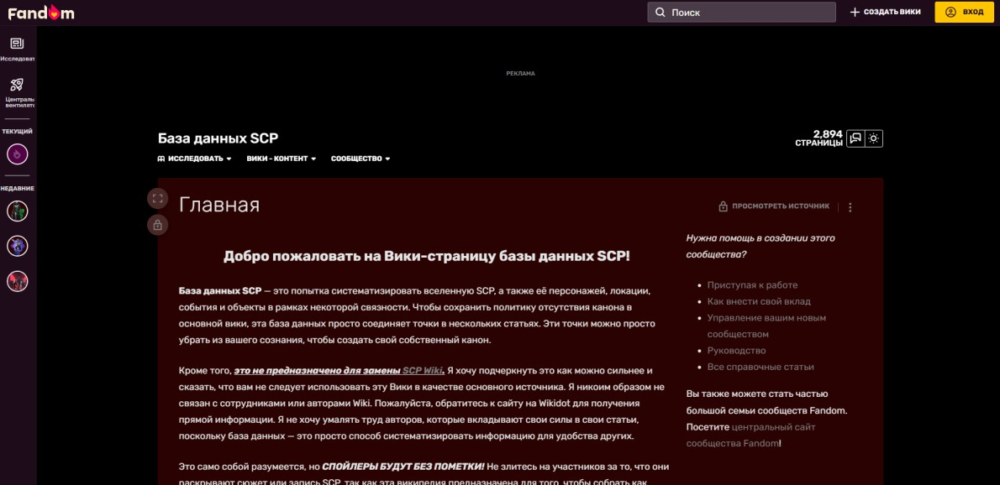 Fandom
Поиск
СОЗДАТЬ ВИКИ
ВХОД
Исследоват
Централь
вентилято
ТЕКУЩИЙ
НЕДАВНИЕ
РЕКЛАМА
База данных SCP
2,894
СТРАНИЦЫ
ИССЛЕДОВАТЬ ВИКИ - КОНТЕНТ СООБЩЕСТВО
Главная
ПРОСМОТРЕТЬ ИСТОЧНИК
Добро пожаловать на Вики-страницу базы данных SCP!
База данных SCP — это попытка систематизировать вселенную SCP, а также её персонажей, локации,
события и объекты в рамках некоторой связности. Чтобы сохранить политику отсутствия канона в
основной вики, эта база данных просто соединяет точки в нескольких статьях. Эти точки можно просто
убрать из вашего сознания, чтобы создать свой собственный канон.
Кроме того, это не предназначено для замены SCP Wiki. Я хочу подчеркнуть это как можно сильнее и
сказать, что вам не следует использовать эту Вики в качестве основного источника. Я никоим образом не
связан с сотрудниками или авторами Wiki. Пожалуйста, обратитесь к сайту на Wikidot для получения
прямой информации. Я не хочу умалять труд авторов, которые вкладывают свои силы в свои статьи,
поскольку база данных — это просто способ систематизировать информацию для удобства других.
Это само собой разумеется, но СПОЙЛЕРЫ БУДУТ БЕЗ ПОМЕТКИ! Не злитесь на участников за то, что они
раскрывают сюжет или запись SCP, так как эта википедия предназначена для того, чтобы собрать как
Нужна помощь в создании этого
сообщества?
Приступая к работе
Как внести свой вклад
Управление вашим новым
сообществом
Руководство
Все справочные статьи
Вы также можете стать частью
большой семьи сообществ Fandom.
Посетите центральный сайт
сообщества Fandom!